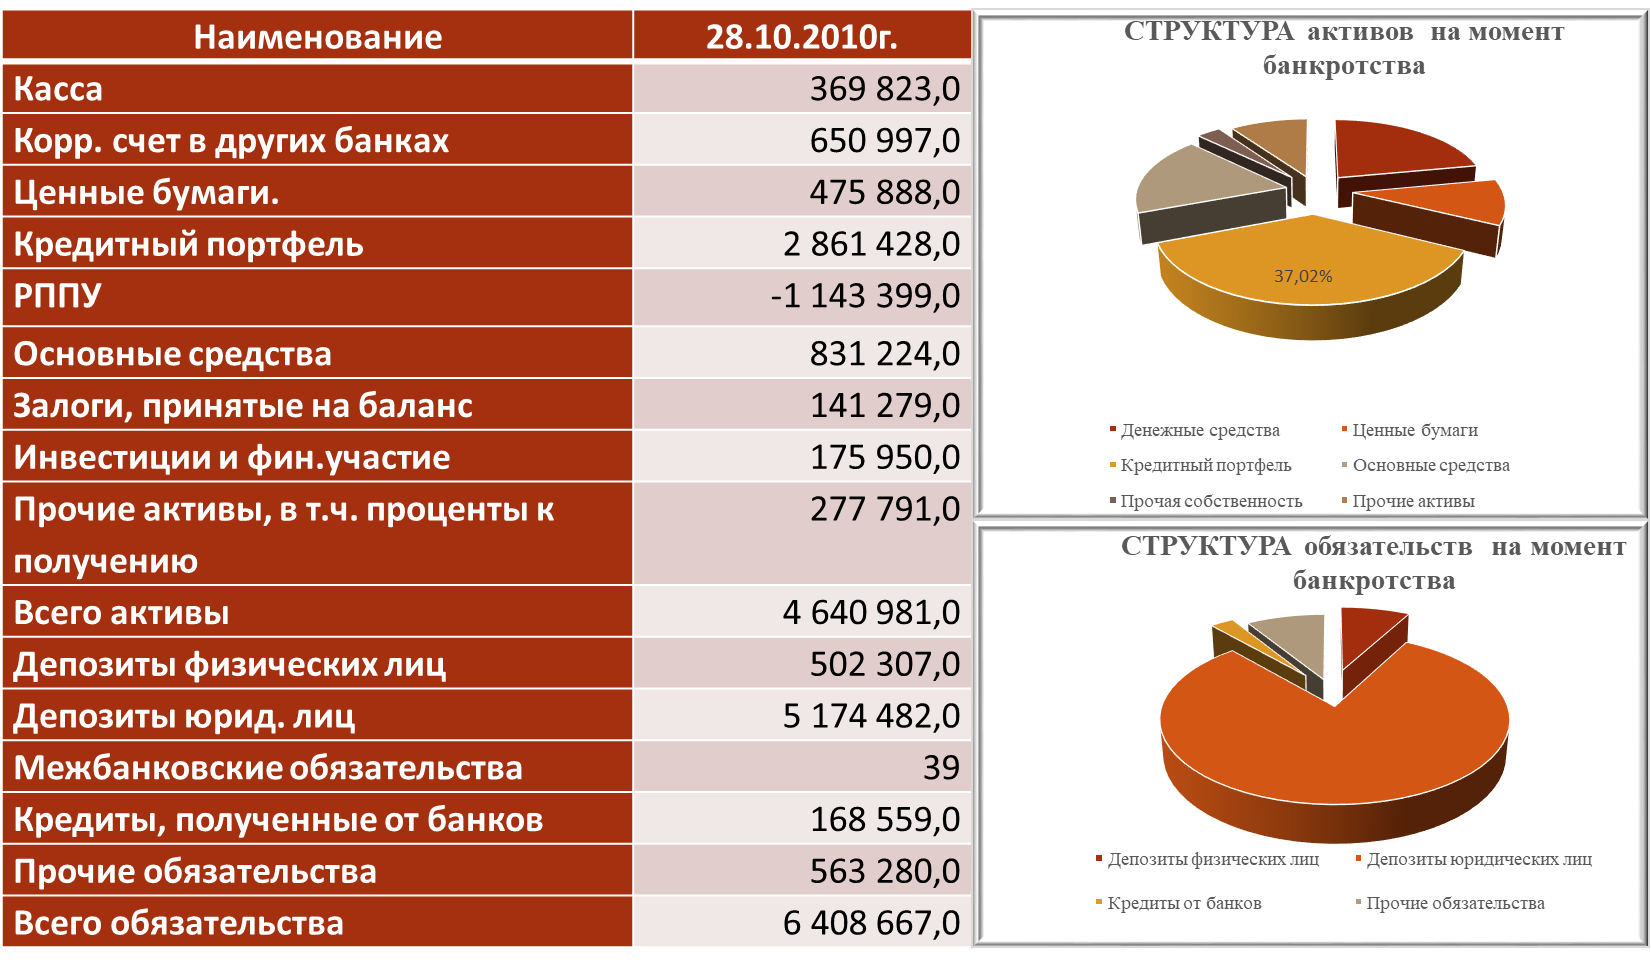 Наименование 28.10.2010г.
Касса 369 823,0
Корр. счет в других банках 650 997,0
Ценные бумаги. 475 888,0
Кредитный портфель 2 861 428,0
РППУ -1 143 399,0
Основные средства 831 224,0
Залоги, принятые на баланс 141 279,0
Инвестиции и фин.участие 175 950,0
Прочие активы, в т.ч. проценты к 277 791,0
получению
Всего активы 4 640 981,0
Депозиты физических лиц 502 307,0
Депозиты юрид. лиц 5 174 482,0
Межбанковские обязательства 39
Кредиты, полученные от банков 168 559,0
Прочие обязательства 563 280,0
Всего обязательства 6 408 667,0
СТРУКТУРА активов на момент
банкротства
37,02%
Денежные средства Ценные бумаги
Кредитный портфель Основные средства
Прочая собственность Прочие активы
СТРУКТУРА обязательств на момент
банкротства
Депозиты физических лиц Депозиты юридических лиц
Кредиты от банков Прочие обязательства